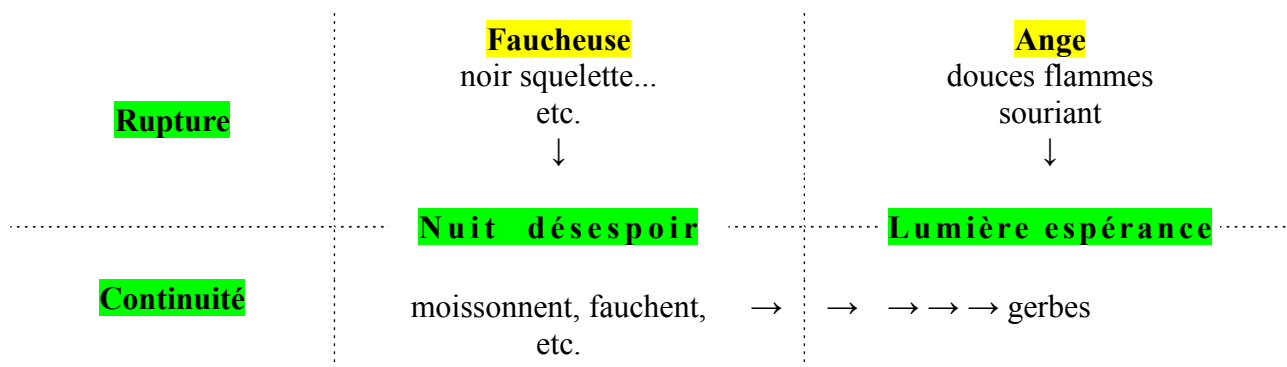 Faucheuse Ange
noir squelette... douces flammes
Rupture etc. souriant
↓ ↓
Nuit désespoir Lumière espérance
Continuité moissonnent, fauchent, → → → → → gerbes
etc.